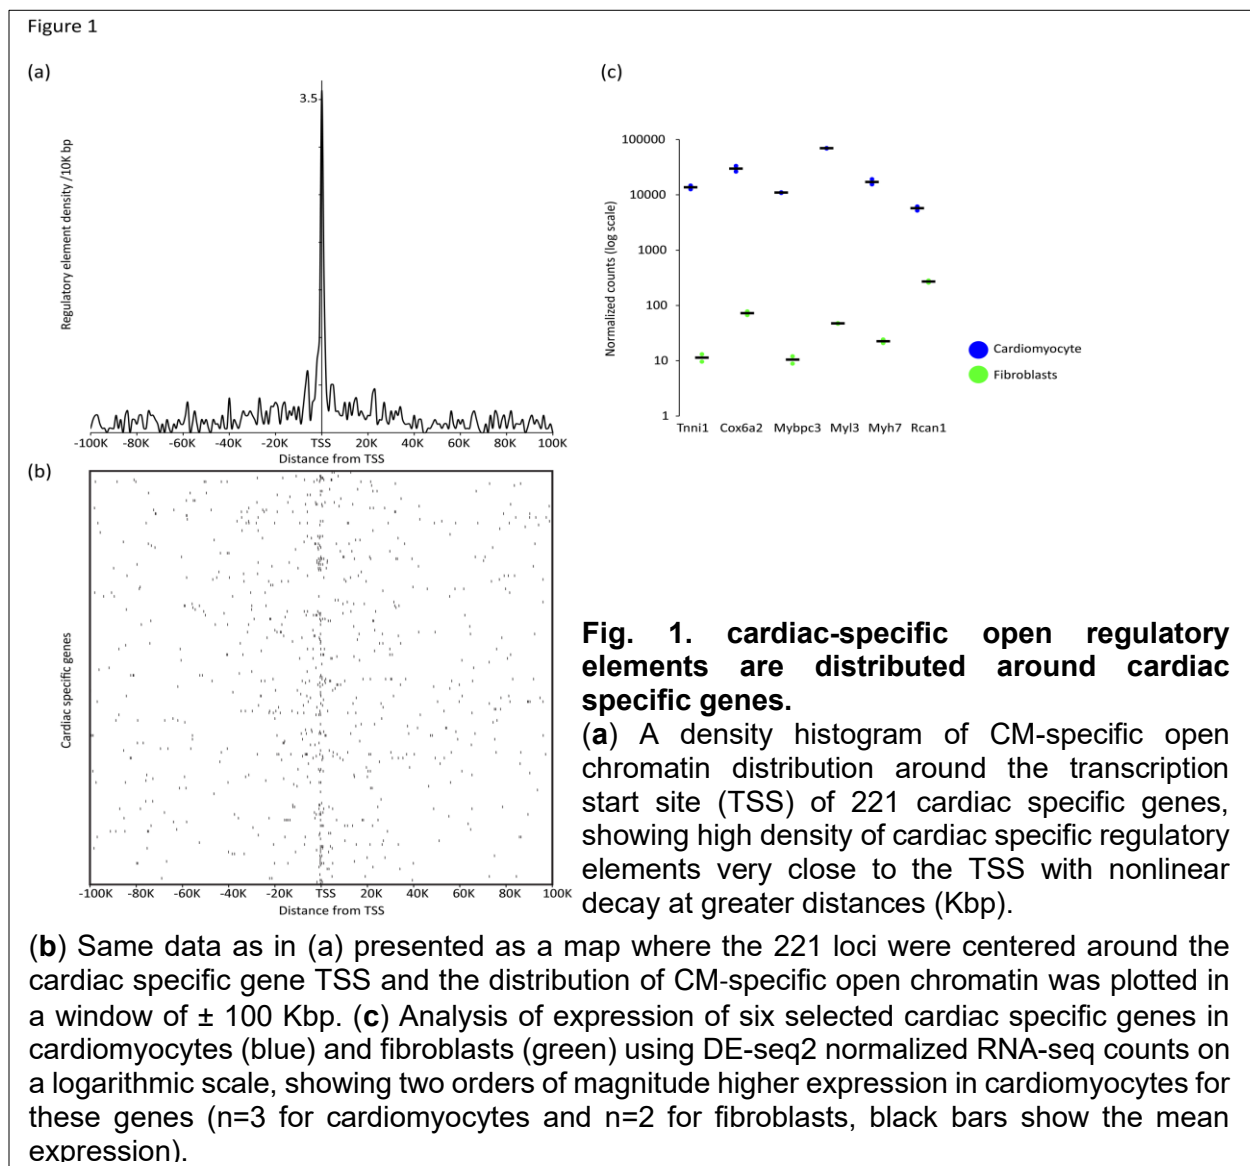 Figure 1
(a)
3.5
Regulatory element density /10K bp
-100K -80K -60K -40K -20K TSS 20K 40K 60K 80K 100K
Distance from TSS
(b)
Cardiac specific genes
-100K -80K -60K -40K -20K TSS 20K 40K 60K 80K 100K
Distance from TSS
(c)
Normalized counts (log scale)
100000
10000
1000
100
10
1
Tnni1 Cox6a2 Mybpc3 Myl3 Myh7 Rcan1
Cardiomyocyte
Fibroblasts
Fig. 1. cardiac-specific open regulatory
elements are distributed around cardiac
specific genes.
(a) A density histogram of CM-specific open
chromatin distribution around the transcription
start site (TSS) of 221 cardiac specific genes,
showing high density of cardiac specific regulatory
elements very close to the TSS with nonlinear
decay at greater distances (Kbp).
(b) Same data as in (a) presented as a map where the 221 loci were centered around the
cardiac specific gene TSS and the distribution of CM-specific open chromatin was plotted in
a window of ± 100 Kbp. (c) Analysis of expression of six selected cardiac specific genes in
cardiomyocytes (blue) and fibroblasts (green) using DE-seq2 normalized RNA-seq counts on
a logarithmic scale, showing two orders of magnitude higher expression in cardiomyocytes for
these genes (n=3 for cardiomyocytes and n=2 for fibroblasts, black bars show the mean
expression).